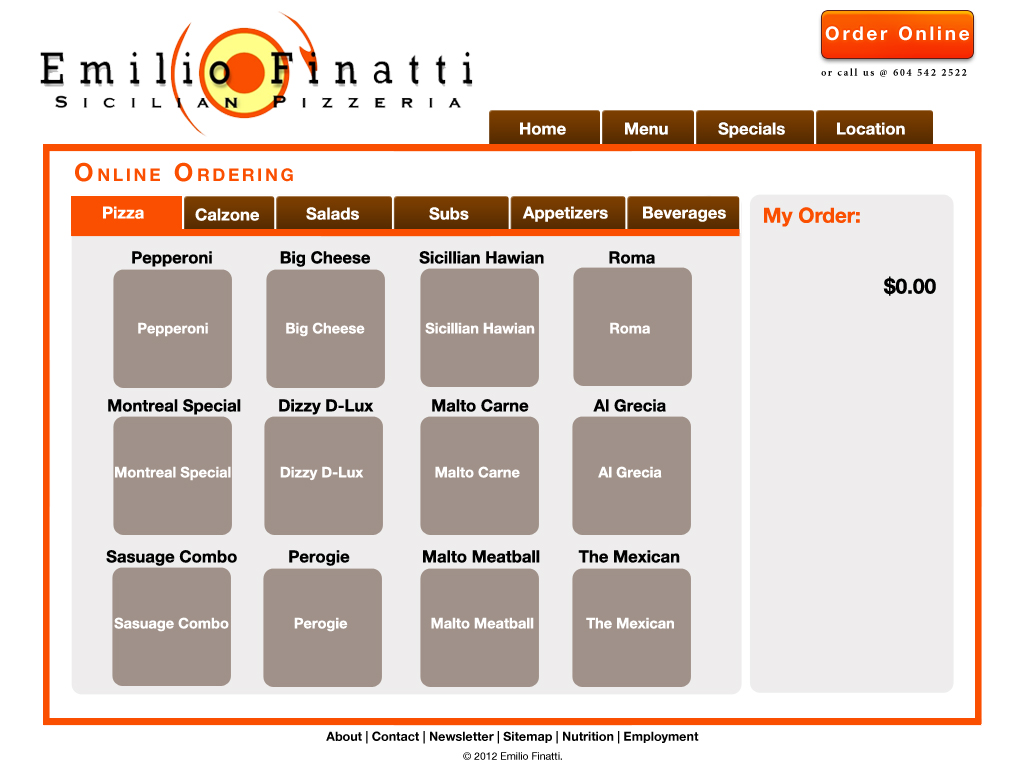 Emilio Finatti
Sicilian Pizzeria
Order Online
or call us @ 604 542 2522
Home Menu Specials Location
Online Ordering
Pizza Calzone Salads Subs Appetizers Beverages
My Order:
$0.00
Pepperoni Big Cheese Sicillian Hawian Roma
Pepperoni Big Cheese Sicillian Hawian Roma
Montreal Special Dizzy D-Lux Malto Carne Al Grecia
Montreal Special Dizzy D-Lux Malto Carne Al Grecia
Sasuage Combo Perogie Malto Meatball The Mexican
Sasuage Combo Perogie Malto Meatball The Mexican
About | Contact | Newsletter | Sitemap | Nutrition | Employment
© 2012 Emilio Finatti.